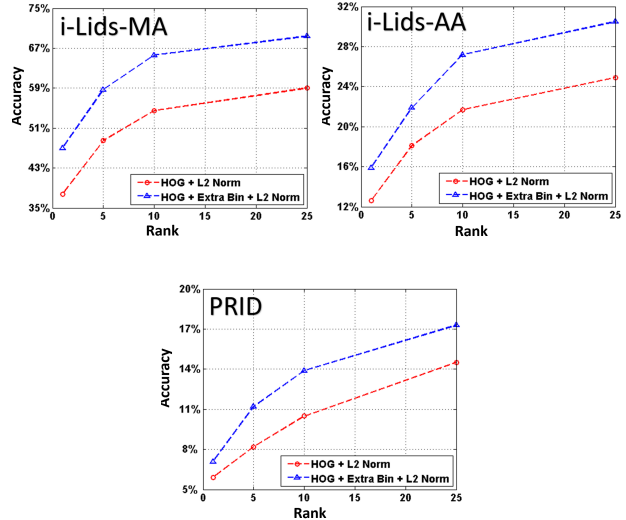 i-Lids-MA
75%
67%
59%
51%
43%
35%
Accuracy
0 5 10 15 20 25
Rank
HOG + L2 Norm
HOG + Extra Bin + L2 Norm
i-Lids-AA
32%
28%
24%
20%
16%
12%
Accuracy
0 5 10 15 20 25
Rank
HOG + L2 Norm
HOG + Extra Bin + L2 Norm
PRID
20%
17%
14%
11%
8%
5%
Accuracy
0 5 10 15 20 25
Rank
HOG + L2 Norm
HOG + Extra Bin + L2 Norm